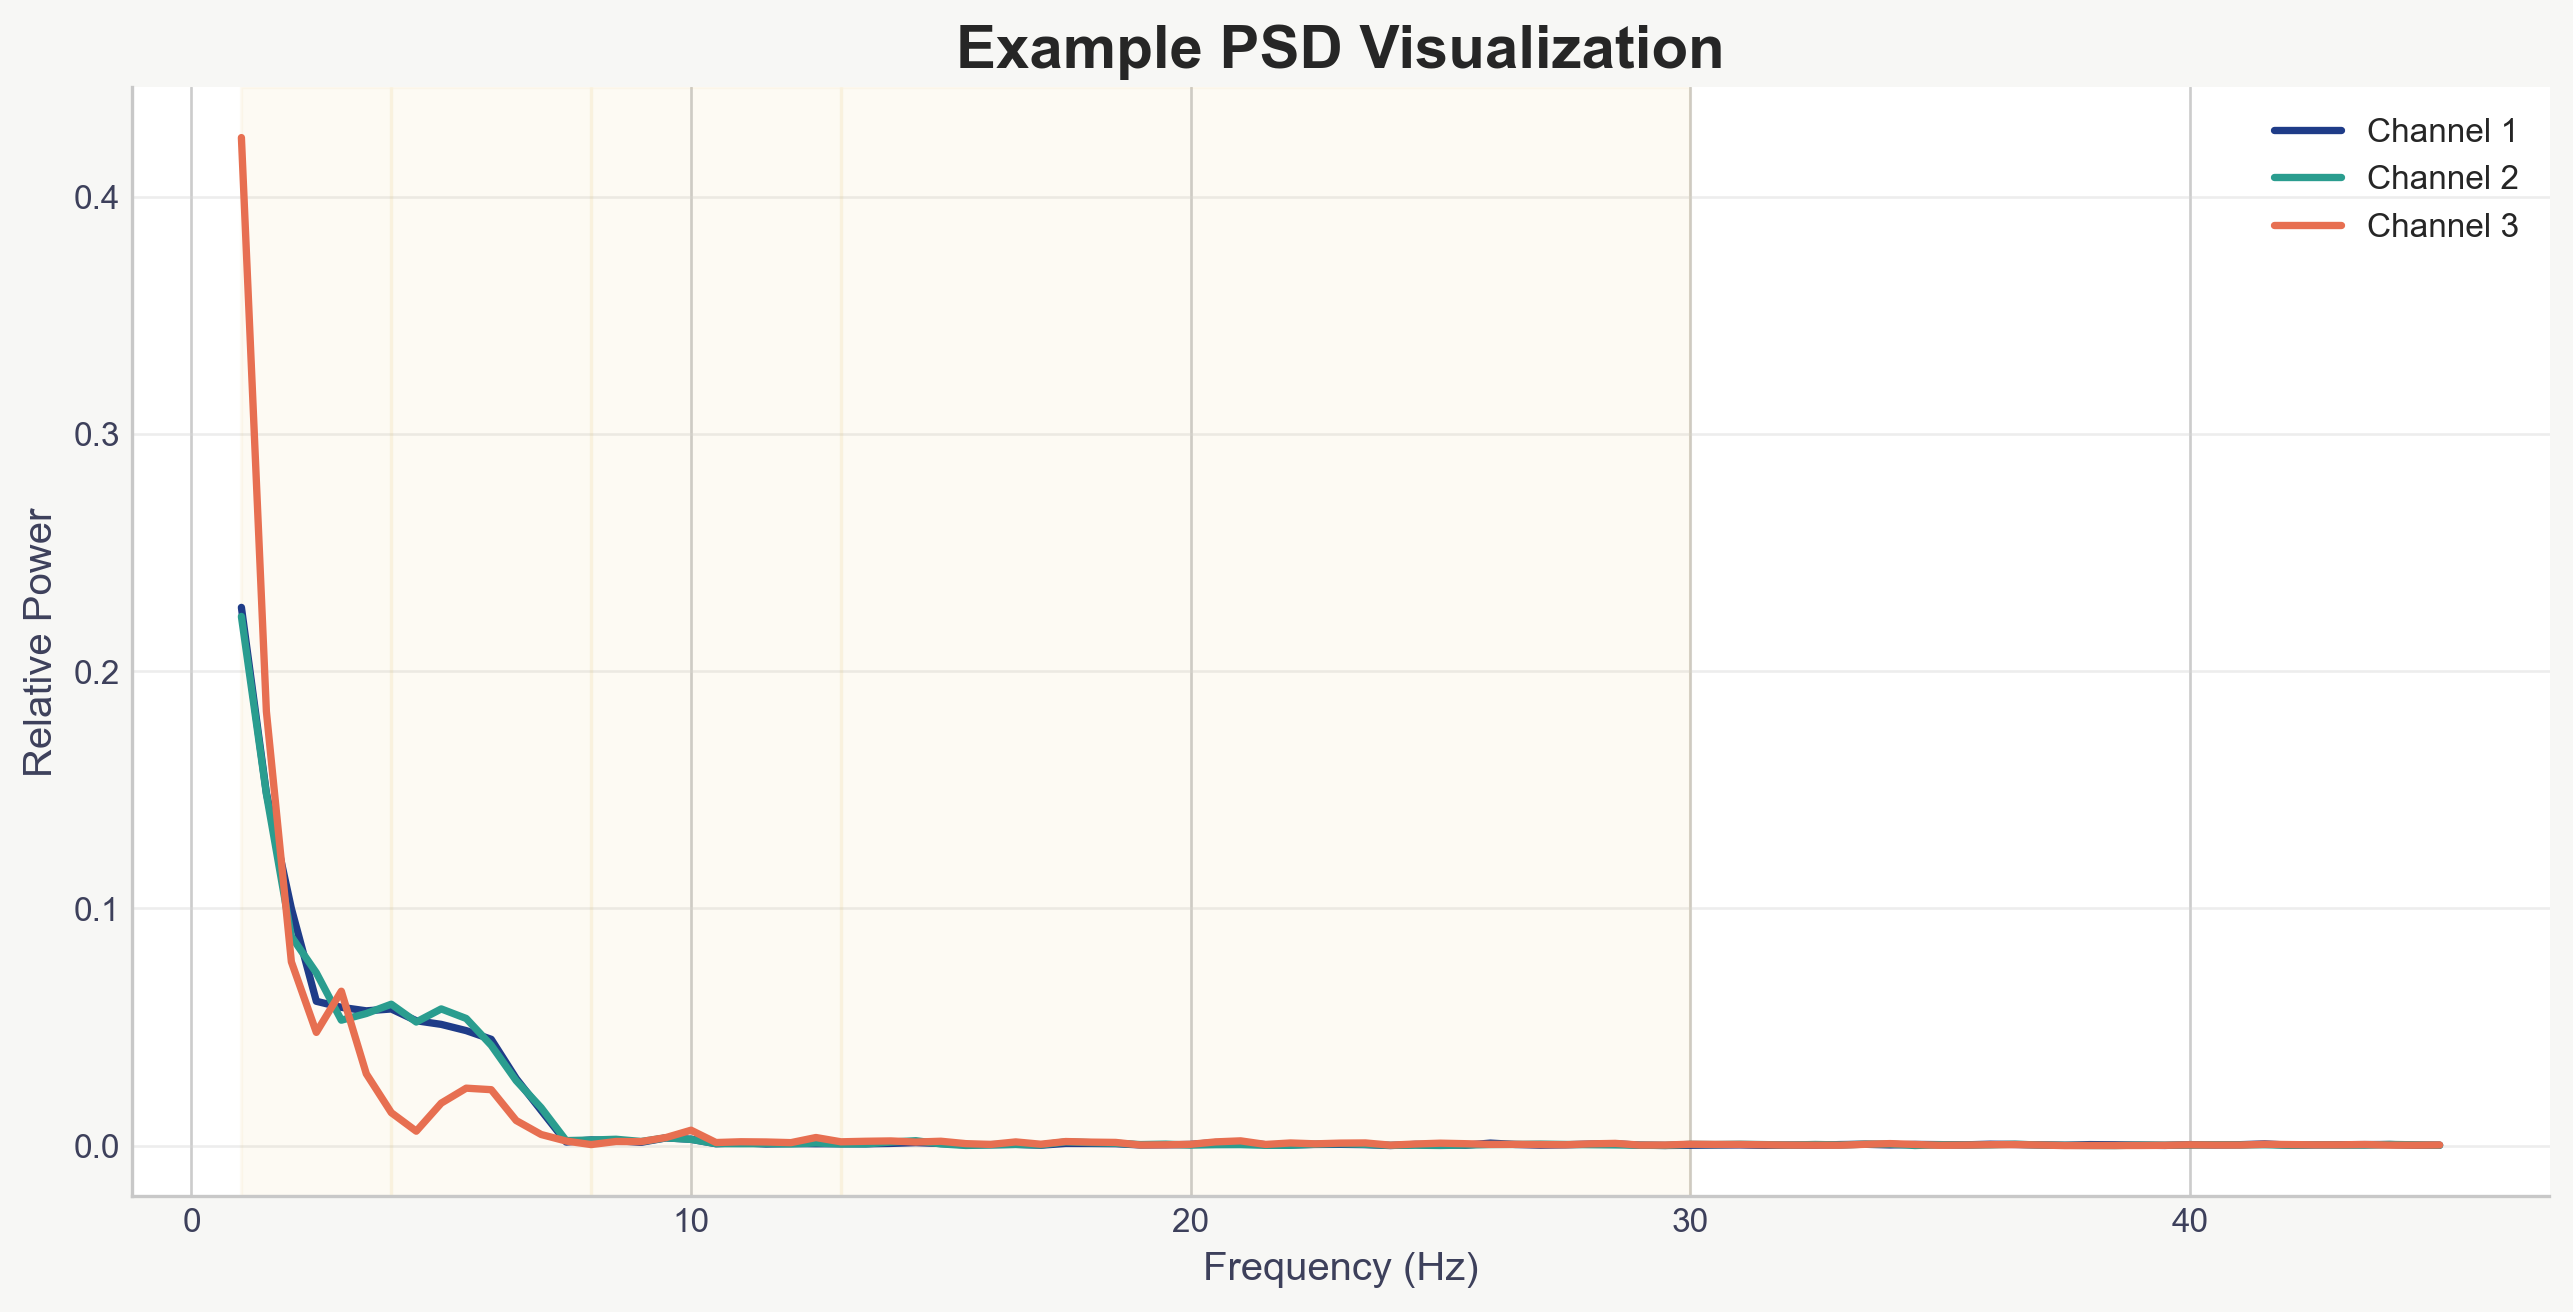 Example PSD Visualization
Channel 1
Channel 2
Channel 3
0.4
0.3
0.2
0.1
0.0
Relative Power
0 10 20 30 40
Frequency (Hz)